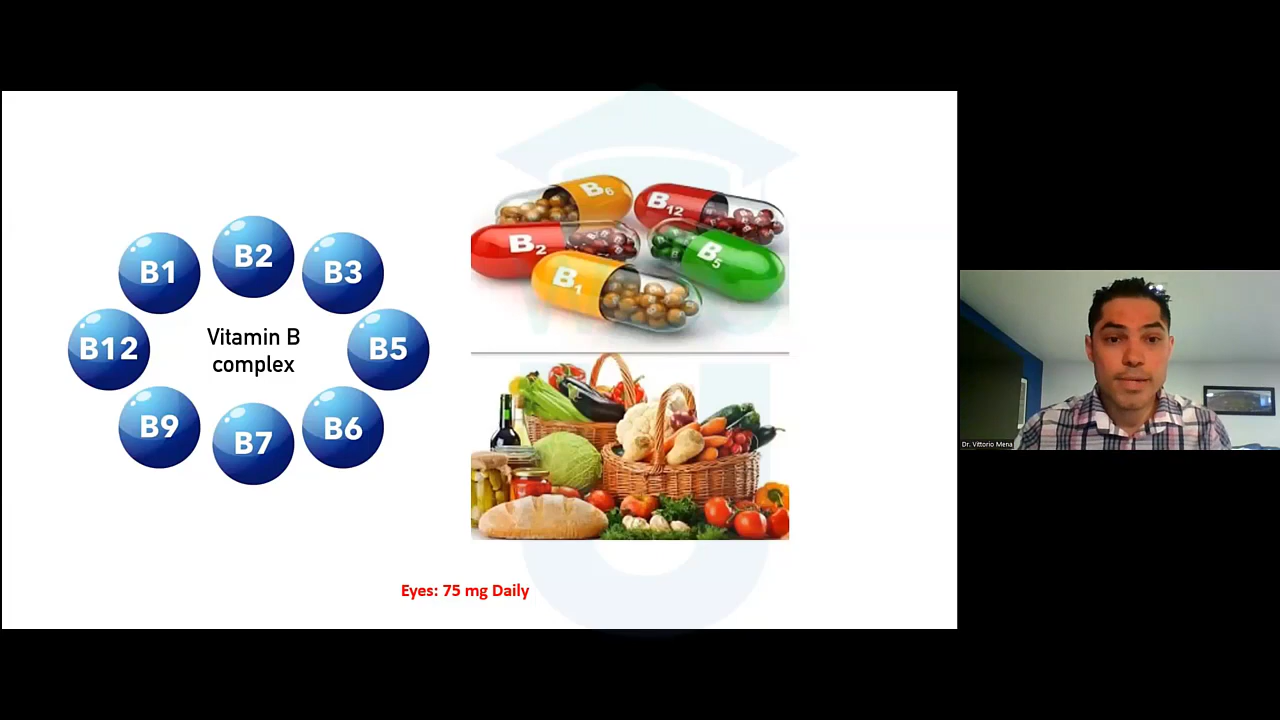 B1
B2
B3
B12
Vitamin B
complex
B5
B9
B7
B6
B6
B12
B2
B5
B1
Eyes: 75 mg Daily
Dr. Vittorio Mena